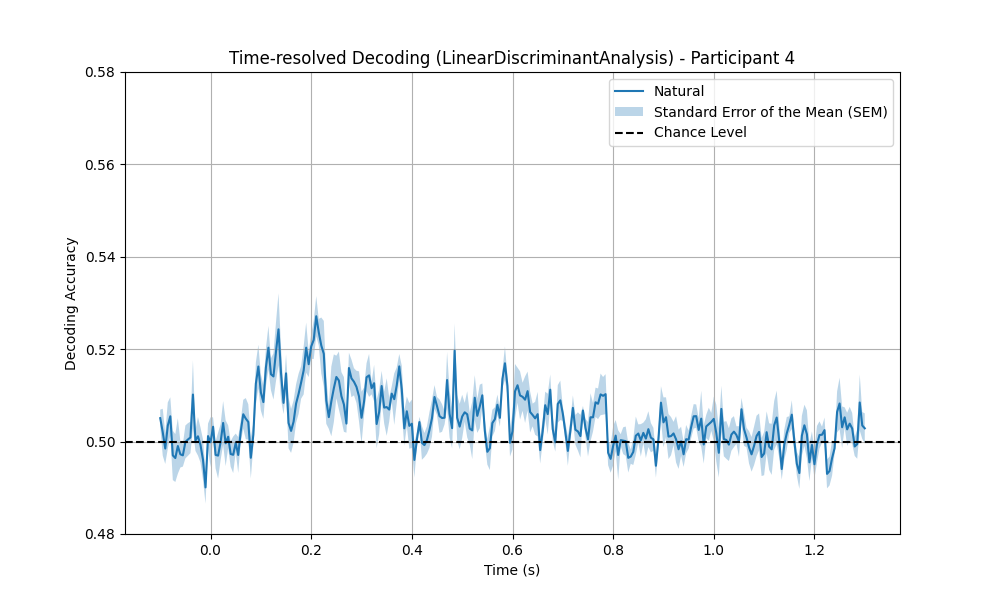 Time-resolved Decoding (LinearDiscriminantAnalysis) - Participant 4
0.58
0.56
0.54
0.52
0.50
0.48
Decoding Accuracy
Natural
Standard Error of the Mean (SEM)
Chance Level
0.0 0.2 0.4 0.6 0.8 1.0 1.2
Time (s)